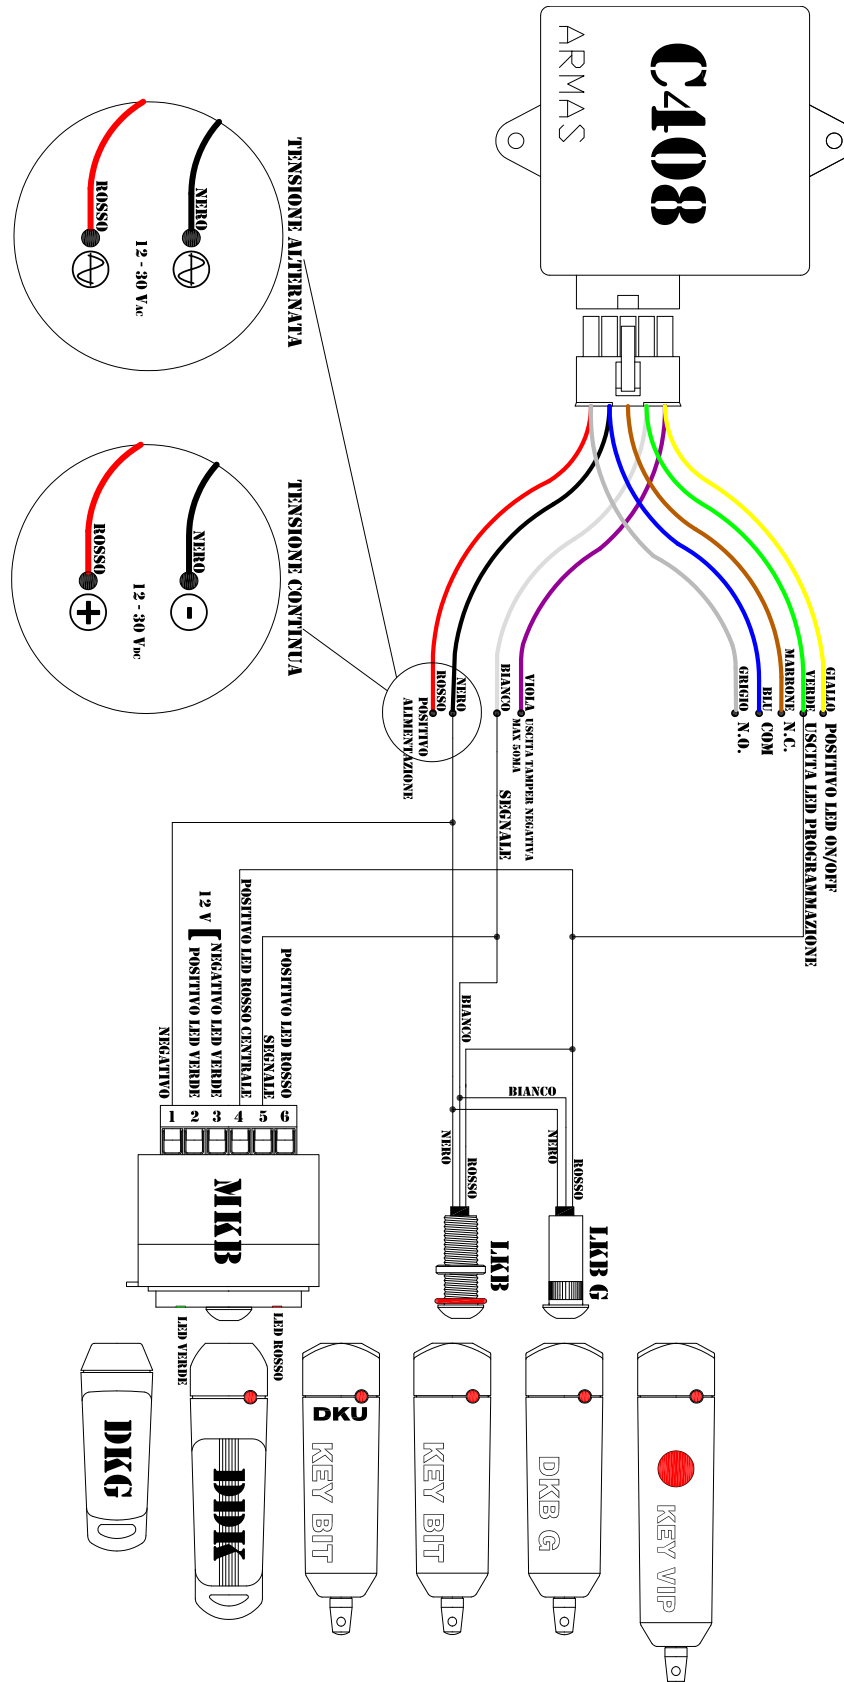 ARMAS
C408
TENSIONE ALTERNATA
ROSSO
NERO
12 - 30 VAC
TENSIONE CONTINUA
ROSSO
NERO
12 - 30 VDC
+
-
GIALLO POSITIVO LED ON/OFF
VERDE USCITA LED PROGRAMMAZIONE
MARRONE N.C.
BLU COM
GRIGIO N.O.
VIOLA USCITA TAMPER NEGATIVA
MAX 50MA
BIANCO SEGNALE
NERO
ROSSO
POSITIVO
ALIMENTAZIONE
12 V [
POSITIVO LED ROSSO
SEGNALE
POSITIVO LED ROSSO CENTRALE
NEGATIVO LED VERDE
POSITIVO LED VERDE
NEGATIVO
1 2 3 4 5 6
MKB
LED VERDE
LED ROSSO
BIANCO
BIANCO
NERO
ROSSO
LKB
NERO
ROSSO
LKB G
DKG
DDK
DKU
KEY BIT
KEY BIT
DKB G
KEY VIP